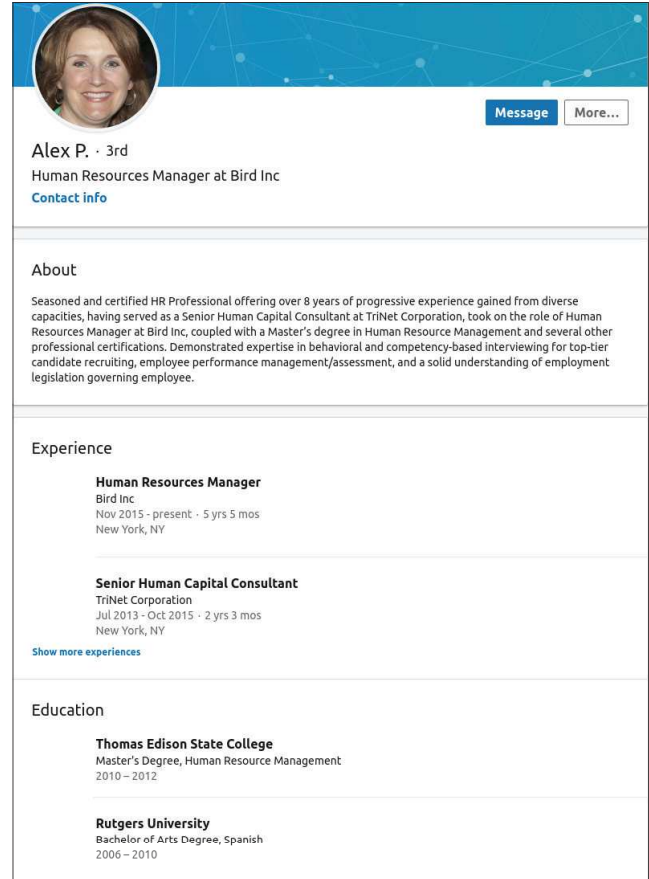 Message More...
Alex P. · 3rd
Human Resources Manager at Bird Inc
Contact info
About
Seasoned and certified HR Professional offering over 8 years of progressive experience gained from diverse
capacities, having served as a Senior Human Capital Consultant at TriNet Corporation, took on the role of Human
Resources Manager at Bird Inc, coupled with a Master's degree in Human Resource Management and several other
professional certifications. Demonstrated expertise in behavioral and competency-based interviewing for top-tier
candidate recruiting, employee performance management/assessment, and a solid understanding of employment
legislation governing employee.
Experience
Human Resources Manager
Bird Inc
Nov 2015 - present · 5 yrs 5 mos
New York, NY
Senior Human Capital Consultant
TriNet Corporation
Jul 2013 - Oct 2015 · 2 yrs 3 mos
New York, NY
Show more experiences
Education
Thomas Edison State College
Master's Degree, Human Resource Management
2010 – 2012
Rutgers University
Bachelor of Arts Degree, Spanish
2006 – 2010